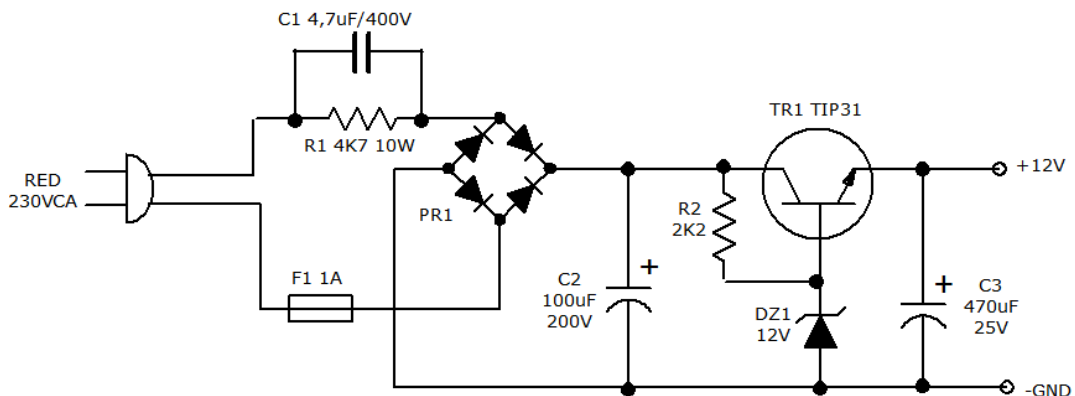 C1 4,7uF/400V
R1 4K7 10W
TR1 TIP31
RED
230VCA
PR1
+12V
R2
2K2
F1 1A
C2
100uF
200V
+
DZ1
12V
+
C3
470uF
25V
-GND